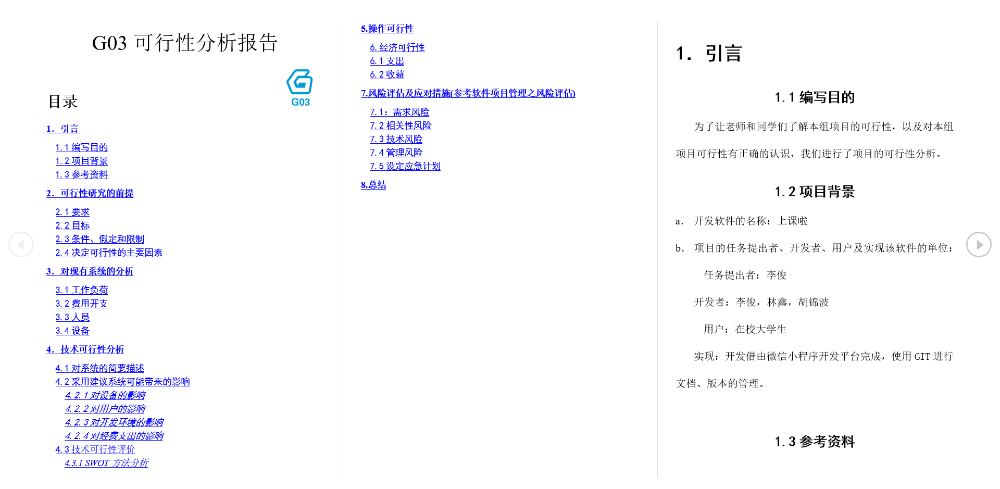 G03 可行性分析报告
G03
目录
1. 引言
1.1 编写目的
1.2 项目背景
1.3 参考资料
2. 可行性研究的前提
2.1 要求
2.2 目标
2.3 条件、假定和限制
2.4 决定可行性的主要因素
3. 对现有系统的分析
3.1 工作负荷
3.2 费用开支
3.3 人员
3.4 设备
4. 技术可行性分析
4.1 对系统的简要描述
4.2 采用建议系统可能带来的影响
4.2.1 对设备的影响
4.2.2 对用户的影响
4.2.3 对开发环境的影响
4.2.4 对经费支出的影响
4.3 技术可行性评价
4.3.1 SWOT 方法分析
5.操作可行性
6.经济可行性
6.1 支出
6.2 收益
7.风险评估及应对措施(参考软件项目管理之风险评估)
7.1：需求风险
7.2 相关性风险
7.3 技术风险
7.4 管理风险
7.5 设定应急计划
8.总结
1. 引言
1.1 编写目的
为了让老师和同学们了解本组项目的可行性，以及对本组
项目可行性有正确的认识，我们进行了项目的可行性分析。
1.2 项目背景
a. 开发软件的名称：上课啦
b. 项目的任务提出者、开发者、用户及实现该软件的单位：
任务提出者：李俊
开发者：李俊，林鑫，胡锦波
用户：在校大学生
实现：开发借由微信小程序开发平台完成，使用 GIT 进行
文档、版本的管理。
1.3 参考资料